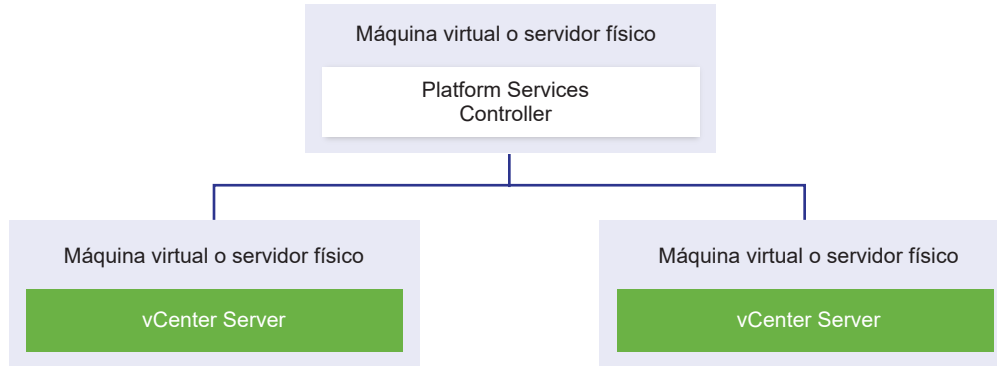 Máquina virtual o servidor físico
Platform Services
Controller
Máquina virtual o servidor físico
vCenter Server
Máquina virtual o servidor físico
vCenter Server